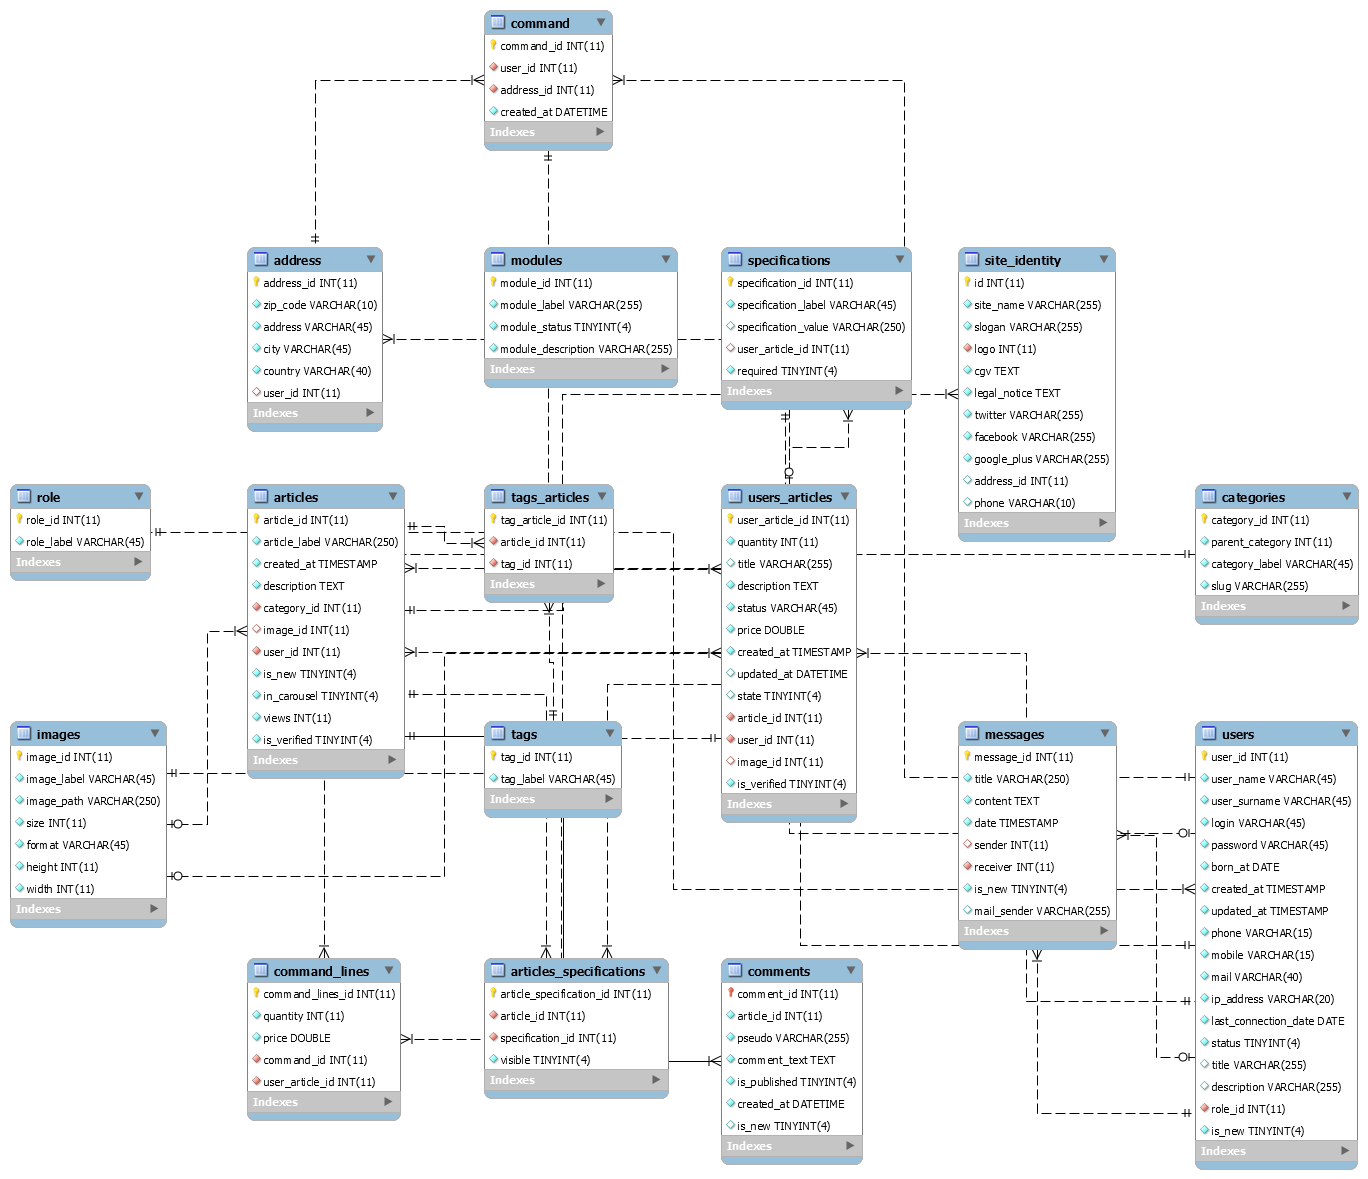 command
command_id INT(11)
user_id INT(11)
address_id INT(11)
created_at DATETIME
Indexes
address
address_id INT(11)
zip_code VARCHAR(10)
address VARCHAR(45)
city VARCHAR(45)
country VARCHAR(40)
user_id INT(11)
Indexes
modules
module_id INT(11)
module_label VARCHAR(255)
module_status TINYINT(4)
module_description VARCHAR(255)
Indexes
specifications
specification_id INT(11)
specification_label VARCHAR(45)
specification_value VARCHAR(250)
user_article_id INT(11)
required TINYINT(4)
Indexes
site_identity
id INT(11)
site_name VARCHAR(255)
slogan VARCHAR(255)
logo INT(11)
cgv TEXT
legal_notice TEXT
twitter VARCHAR(255)
facebook VARCHAR(255)
google_plus VARCHAR(255)
address_id INT(11)
phone VARCHAR(10)
Indexes
role
role_id INT(11)
role_label VARCHAR(45)
Indexes
articles
article_id INT(11)
article_label VARCHAR(250)
created_at TIMESTAMP
description TEXT
category_id INT(11)
image_id INT(11)
user_id INT(11)
is_new TINYINT(4)
in_carousel TINYINT(4)
views INT(11)
is_verified TINYINT(4)
Indexes
tags_articles
tag_article_id INT(11)
article_id INT(11)
tag_id INT(11)
Indexes
users_articles
user_article_id INT(11)
quantity INT(11)
title VARCHAR(255)
description TEXT
status VARCHAR(45)
price DOUBLE
created_at TIMESTAMP
updated_at DATETIME
state TINYINT(4)
article_id INT(11)
user_id INT(11)
image_id INT(11)
is_verified TINYINT(4)
Indexes
categories
category_id INT(11)
parent_category INT(11)
category_label VARCHAR(45)
slug VARCHAR(255)
Indexes
images
image_id INT(11)
image_label VARCHAR(45)
image_path VARCHAR(250)
size INT(11)
format VARCHAR(45)
height INT(11)
width INT(11)
Indexes
tags
tag_id INT(11)
tag_label VARCHAR(45)
Indexes
messages
message_id INT(11)
title VARCHAR(250)
content TEXT
date TIMESTAMP
sender INT(11)
receiver INT(11)
is_new TINYINT(4)
mail_sender VARCHAR(255)
Indexes
users
user_id INT(11)
user_name VARCHAR(45)
user_surname VARCHAR(45)
login VARCHAR(45)
password VARCHAR(45)
born_at DATE
created_at TIMESTAMP
updated_at TIMESTAMP
phone VARCHAR(15)
mobile VARCHAR(15)
mail VARCHAR(40)
ip_address VARCHAR(20)
last_connection_date DATE
status TINYINT(4)
title VARCHAR(255)
description VARCHAR(255)
role_id INT(11)
is_new TINYINT(4)
Indexes
command_lines
command_lines_id INT(11)
quantity INT(11)
price DOUBLE
command_id INT(11)
user_article_id INT(11)
Indexes
articles_specifications
article_specification_id INT(11)
article_id INT(11)
specification_id INT(11)
visible TINYINT(4)
Indexes
comments
comment_id INT(11)
article_id INT(11)
pseudo VARCHAR(255)
comment_text TEXT
is_published TINYINT(4)
created_at DATETIME
is_new TINYINT(4)
Indexes